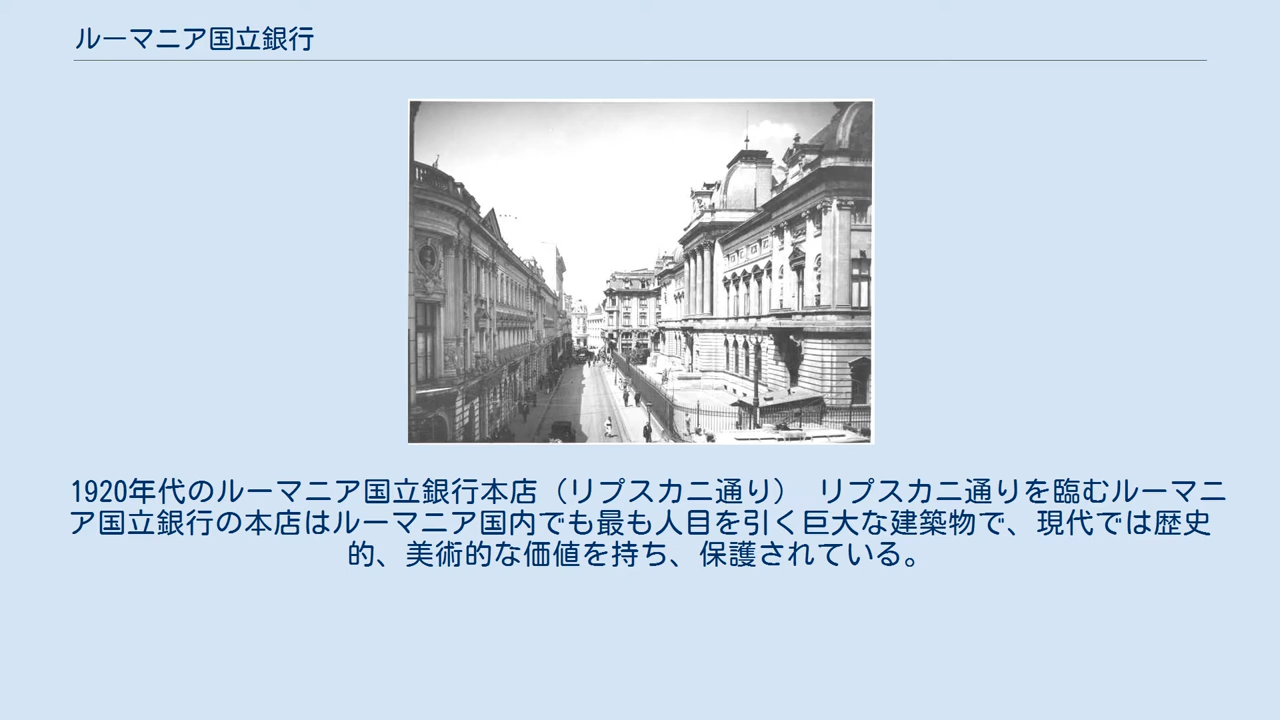 ルーマニア国立銀行
1920年代のルーマニア国立銀行本店（リプスカニ通り） リプスカニ通りを臨むルーマニ
ア国立銀行の本店はルーマニア国内でも最も人目を引く巨大な建築物で、現代では歴史
的、美術的な価値を持ち、保護されている。